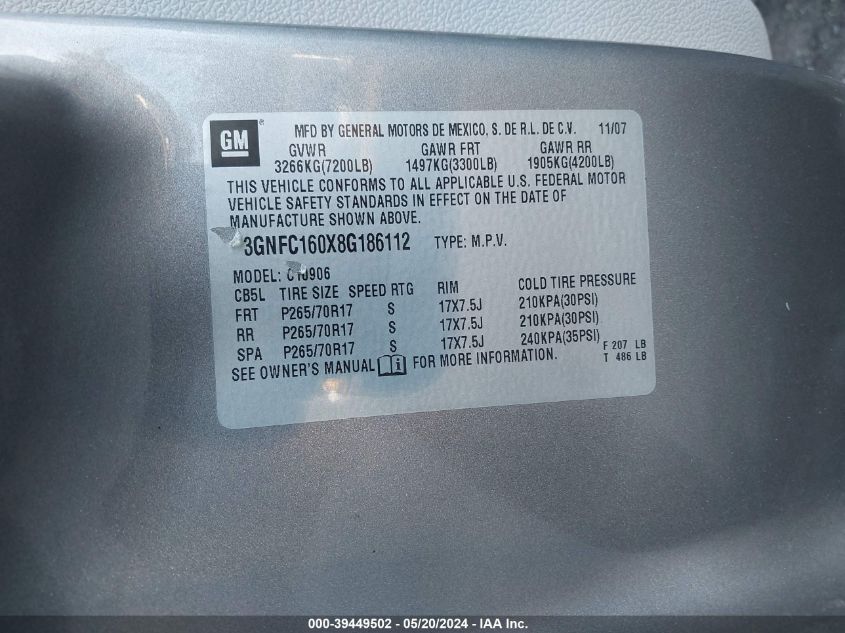 GM ® MFD BY GENERAL MOTORS DE MEXICO, S. DE R.L. DE C.V. 11/07
GVWR GAWR FRT GAWR RR
3266KG(7200LB) 1497KG(3300LB) 1905KG(4200LB)
THIS VEHICLE CONFORMS TO ALL APPLICABLE U.S. FEDERAL MOTOR
VEHICLE SAFETY STANDARDS IN EFFECT ON THE DATE OF
MANUFACTURE SHOWN ABOVE.
3GNFC160X8G186112 TYPE: M.P.V.
MODEL: C10906
CB5L TIRE SIZE SPEED RTG RIM COLD TIRE PRESSURE
FRT P265/70R17 S 17X7.5J 210KPA(30PSI)
RR P265/70R17 S 17X7.5J 210KPA(30PSI)
SPA P265/70R17 S 17X7.5J 240KPA(35PSI) F 207 LB
T 486 LB
SEE OWNER'S MANUAL i FOR MORE INFORMATION.
000-39449502 - 05/20/2024 - IAA Inc.